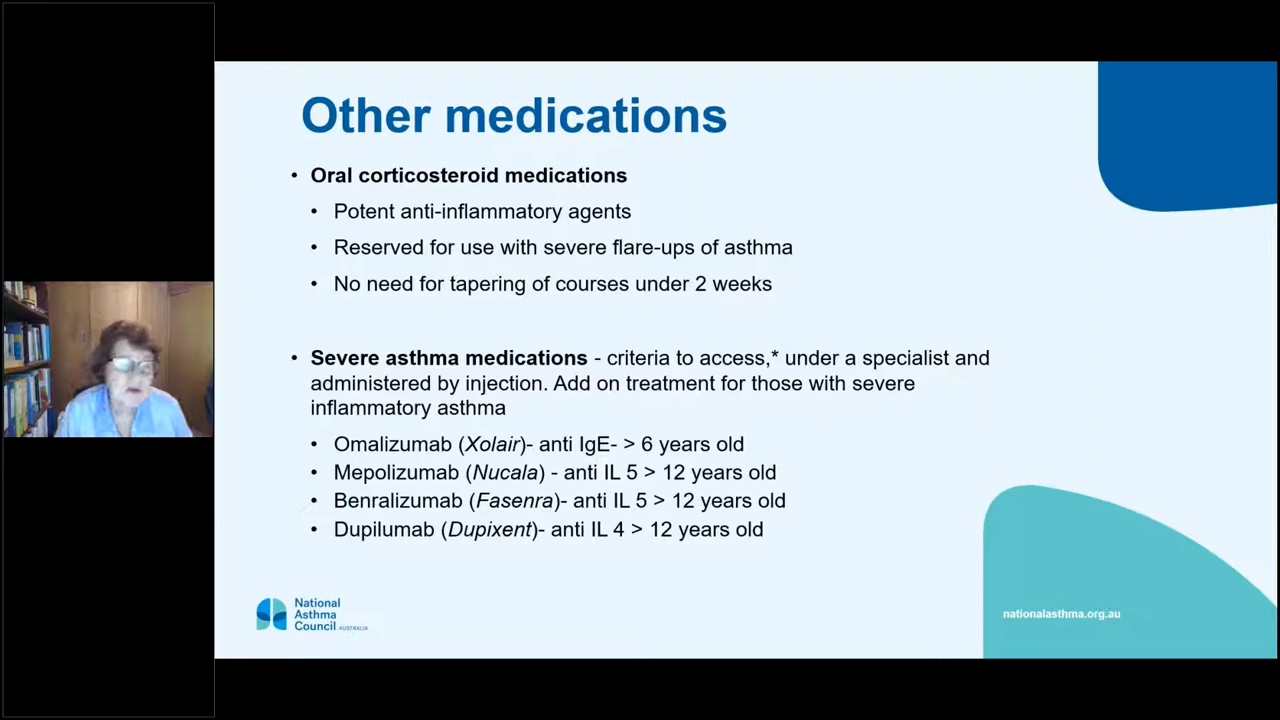 Other medications
• Oral corticosteroid medications
• Potent anti-inflammatory agents
• Reserved for use with severe flare-ups of asthma
• No need for tapering of courses under 2 weeks
• Severe asthma medications - criteria to access,* under a specialist and
administered by injection. Add on treatment for those with severe
inflammatory asthma
• Omalizumab (Xolair)- anti IgE- > 6 years old
• Mepolizumab (Nucala) - anti IL 5 > 12 years old
• Benralizumab (Fasenra)- anti IL 5 > 12 years old
• Dupilumab (Dupixent)- anti IL 4 > 12 years old
National
Asthma
Council AUSTRALIA
nationalasthma.org.au